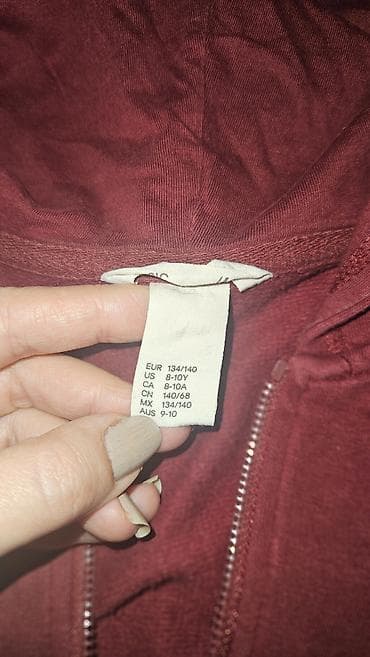 EUR 134/140
US 8-10Y
CA 8-10A
CN 140/68
MX 134/140
AUS 9-10